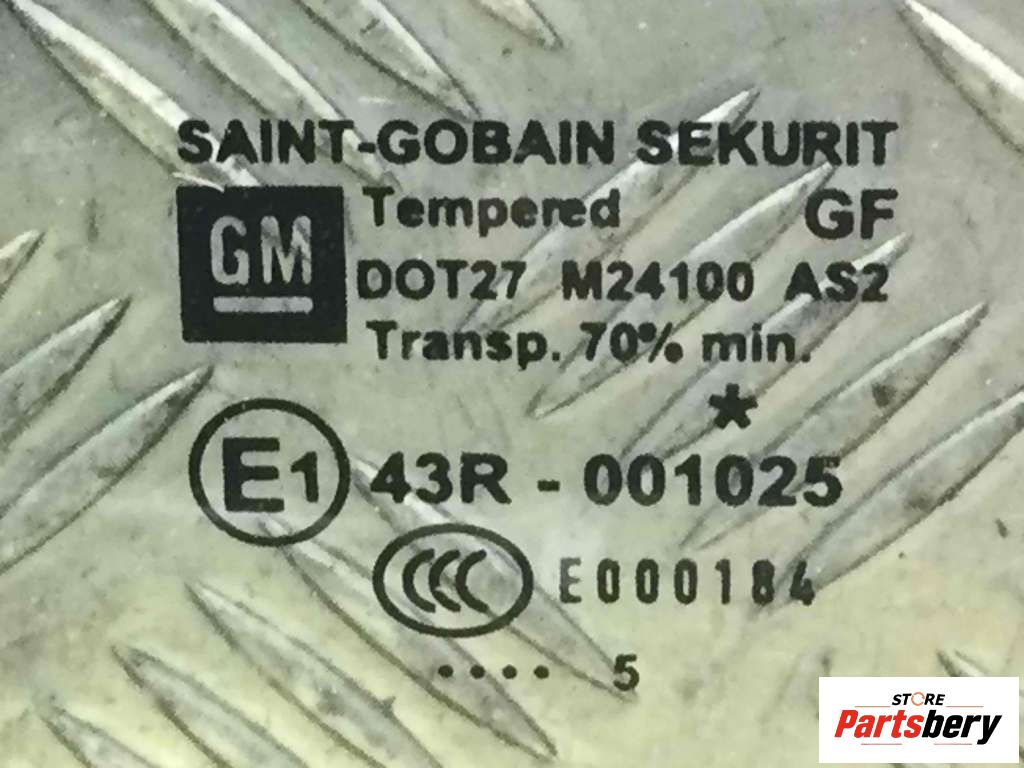 SAINT-GOBAIN SEKURIT
GM
Tempered GF
DOT27 M24100 AS2
Transp. 70% min.
*
E1 43R - 001025
CCC E000184
.... 5
STORE
Partsbery